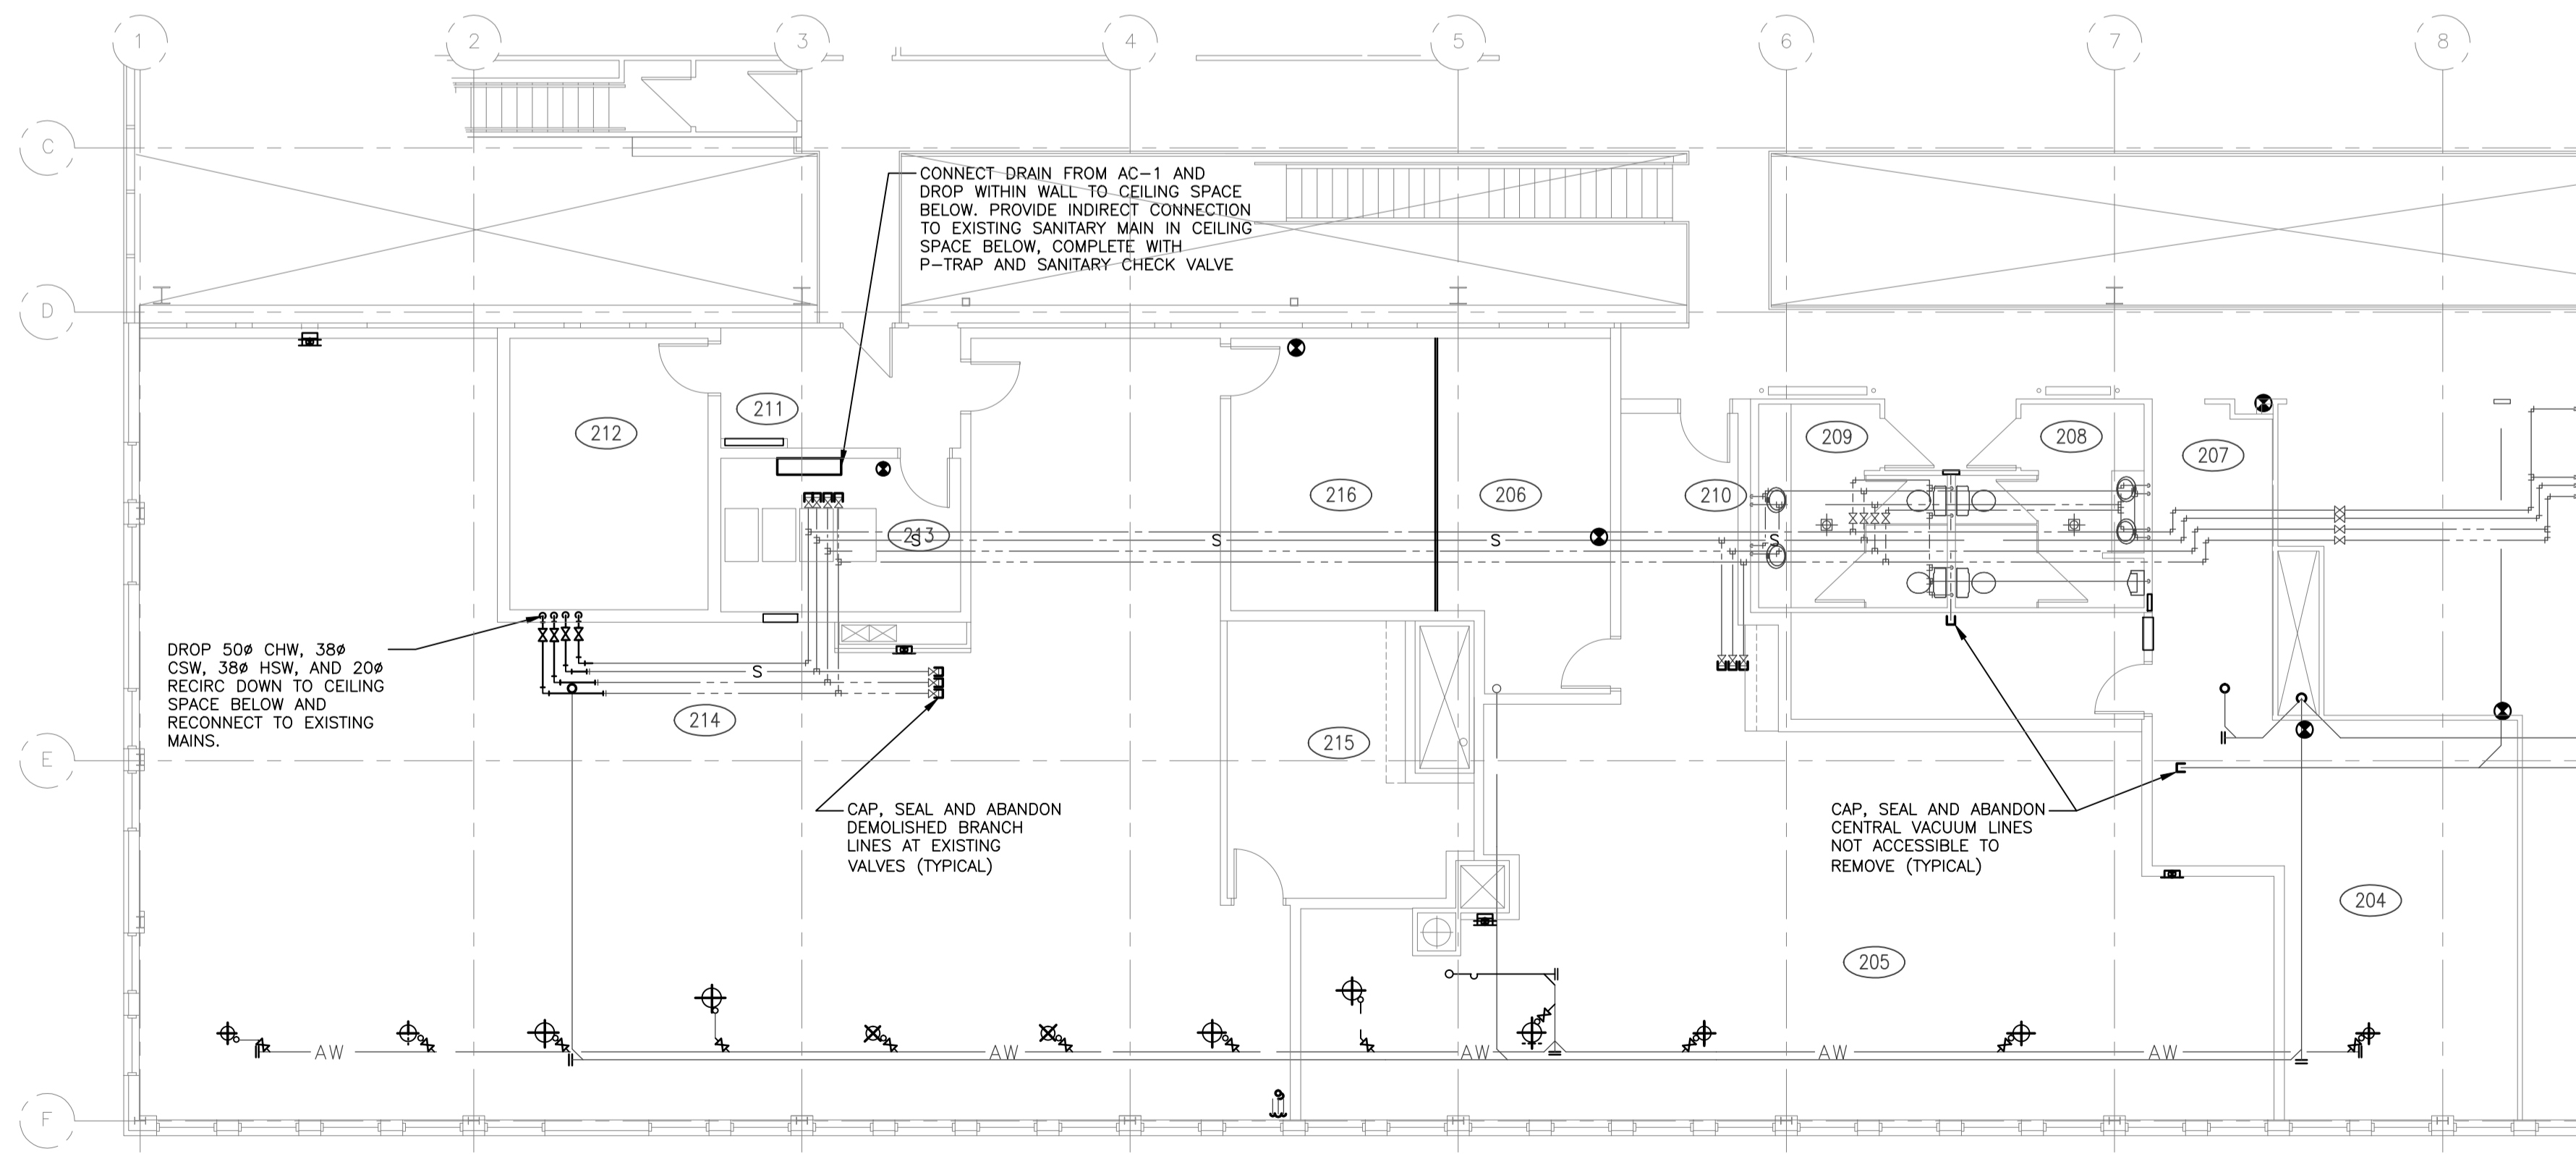 1 2 3 4 5 6 7 8
C
CONNECT DRAIN FROM AC-1 AND
DROP WITHIN WALL TO CEILING SPACE
BELOW. PROVIDE INDIRECT CONNECTION
TO EXISTING SANITARY MAIN IN CEILING
SPACE BELOW, COMPLETE WITH
P-TRAP AND SANITARY CHECK VALVE
D
211
212
209
208
207
216
206
210
213
S S S S
DROP 50ø CHW, 38ø
CSW, 38ø HSW, AND 20ø
RECIRC DOWN TO CEILING
SPACE BELOW AND
RECONNECT TO EXISTING
MAINS.
S
214
215
E
CAP, SEAL AND ABANDON
DEMOLISHED BRANCH
LINES AT EXISTING
VALVES (TYPICAL)
CAP, SEAL AND ABANDON
CENTRAL VACUUM LINES
NOT ACCESSIBLE TO
REMOVE (TYPICAL)
204
205
AW AW AW AW AW
F